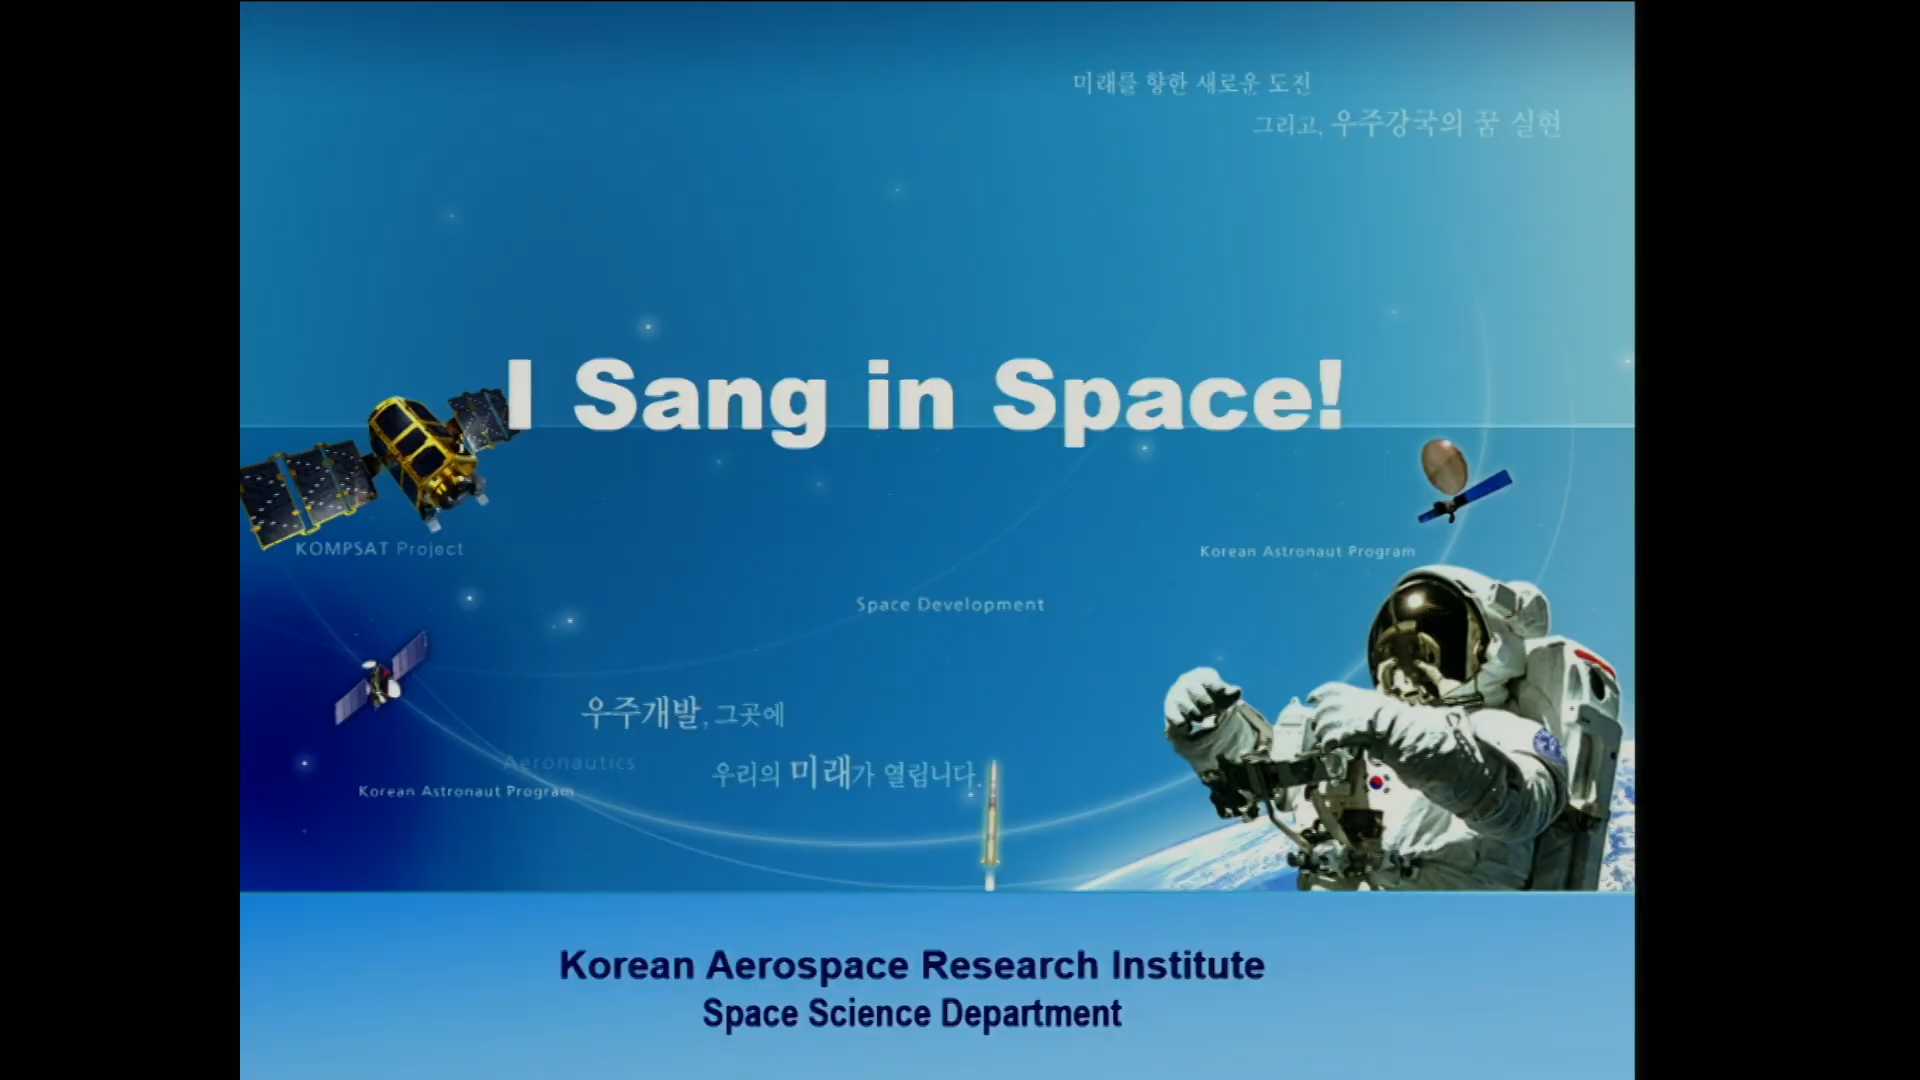 미래를 향한 새로운 도전
그리고, 우주강국의 꿈 실현
I Sang in Space!
KOMPSAT Project
Korean Astronaut Program
Space Development
우주개발, 그곳에
Aeronautics
우리의 미래가 열립니다.
Korean Astronaut Program
Korean Aerospace Research Institute
Space Science Department